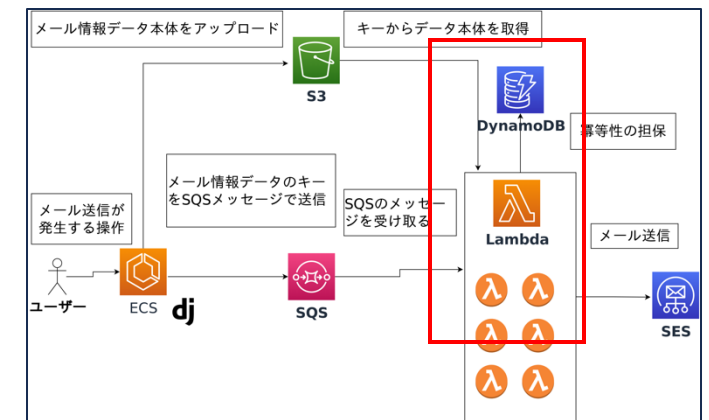 メール情報データ本体をアップロード
キーからデータ本体を取得
S3
DynamoDB
冪等性の担保
メール情報データのキー
をSQSメッセージで送信
メール送信が
発生する操作
SQSのメッセー
ジを受け取る
Lambda
メール送信
ユーザー
ECS
dj
SQS
SES